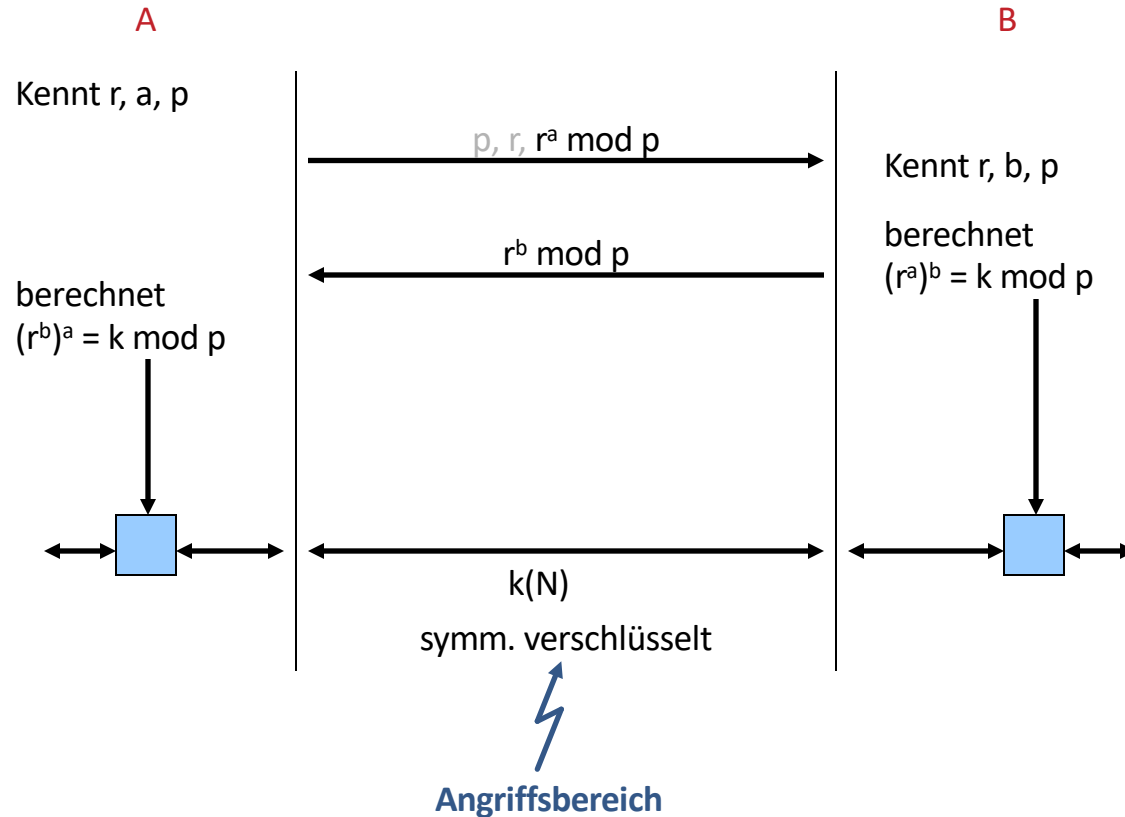 A
B
Kennt r, a, p
p, r, rᵃ mod p
Kennt r, b, p
rᵇ mod p
berechnet
(rᵃ)ᵇ = k mod p
berechnet
(rᵇ)ᵃ = k mod p
k(N)
symm. verschlüsselt
Angriffsbereich